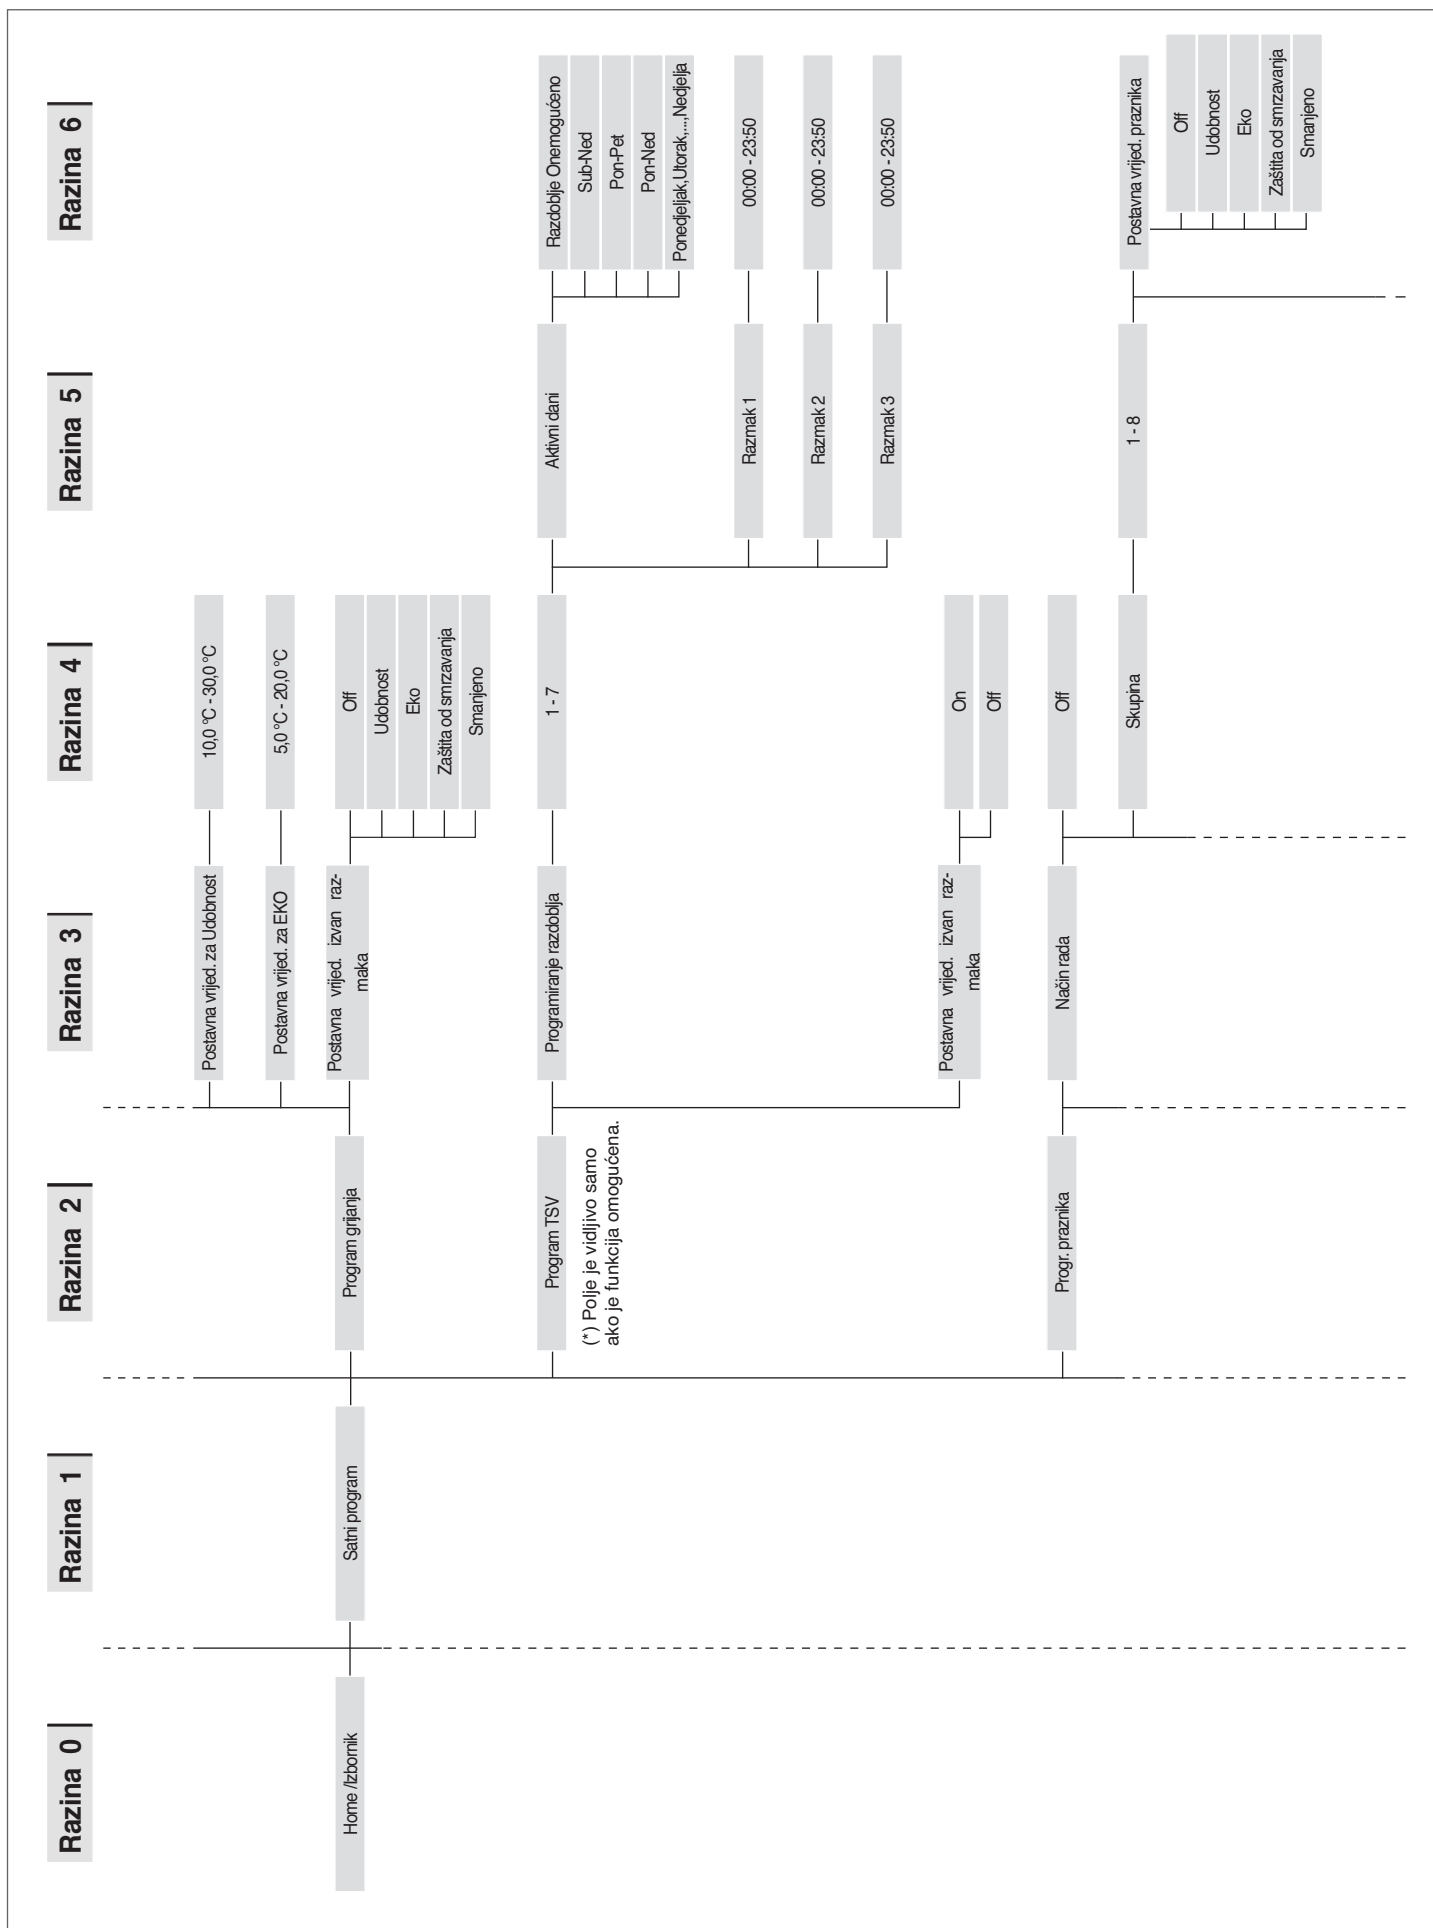 Razina 0
Razina 1
Razina 2
Razina 3
Razina 4
Razina 5
Razina 6
Home /Izbornik
Satni program
Program grijanja
Postavna vrijed. za Udobnost
10,0 °C - 30,0 °C
Postavna vrijed. za EKO
5,0 °C - 20,0 °C
Postavna vrijed. izvan raz-
maka
Off
Udobnost
Eko
Zaštita od smrzavanja
Smanjeno
Program TSV
(*) Polje je vidljivo samo
ako je funkcija omogućena.
Programiranje razdoblja
1 - 7
Aktivni dani
Razdoblje Onemogućeno
Sub-Ned
Pon-Pet
Pon-Ned
Ponedjeljak,Utorak,...,Nedjelja
Razmak 1
00:00 - 23:50
Razmak 2
00:00 - 23:50
Razmak 3
00:00 - 23:50
Postavna vrijed. izvan raz-
maka
On
Off
Progr. praznika
Način rada
Off
Skupina
1 - 8
Postavna vrijed. praznika
Off
Udobnost
Eko
Zaštita od smrzavanja
Smanjeno